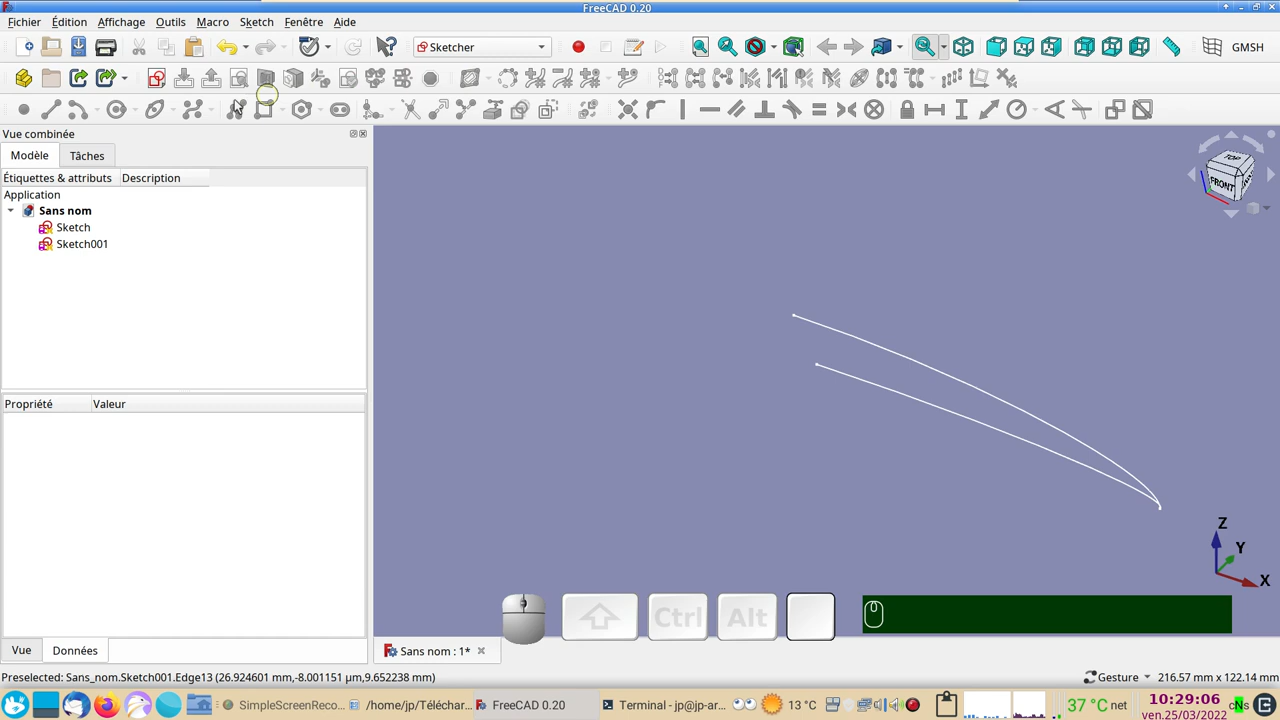 FreeCAD 0.20
Fichier Édition Affichage Outils Macro Sketch Fenêtre Aide
Sketcher
GMSH
Vue combinée
Modèle Tâches
Étiquettes & attributs Description
Application
Sans nom
Sketch
Sketch001
TOP
FRONT
Propriété Valeur
Z
Y
X
Ctrl Alt
Vue Données
Sans nom : 1*
Preselected: Sans_nom.Sketch001.Edge13 (26.924601 mm,-8.001151 µm,9.652238 mm)
Gesture 216.57 mm x 122.14 mm
SimpleScreenReco... /home/jp/Téléchar... FreeCAD 0.20 Terminal - jp@jp-ar... 13 °C 37 °C net 10:29:06
ven.25/03/2022